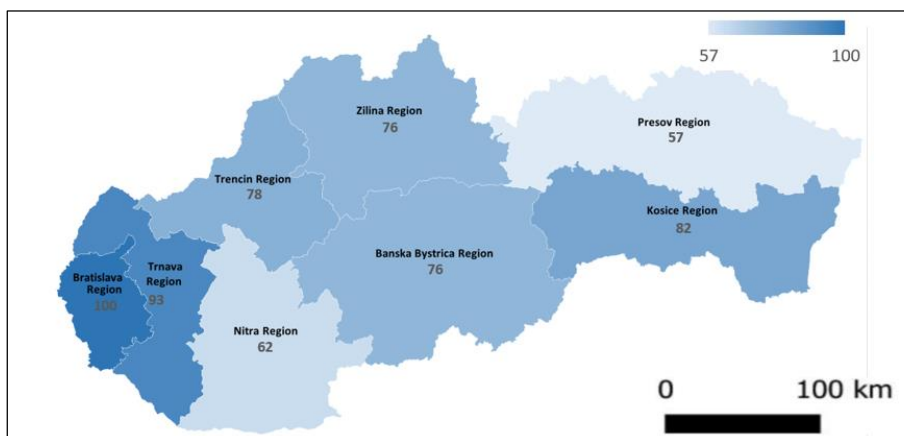 57
100
Zilina Region
76
Presov Region
57
Trencin Region
78
Kosice Region
82
Banska Bystrica Region
76
Bratislava
Region
100
Trnava
Region
93
Nitra Region
62
0
100 km